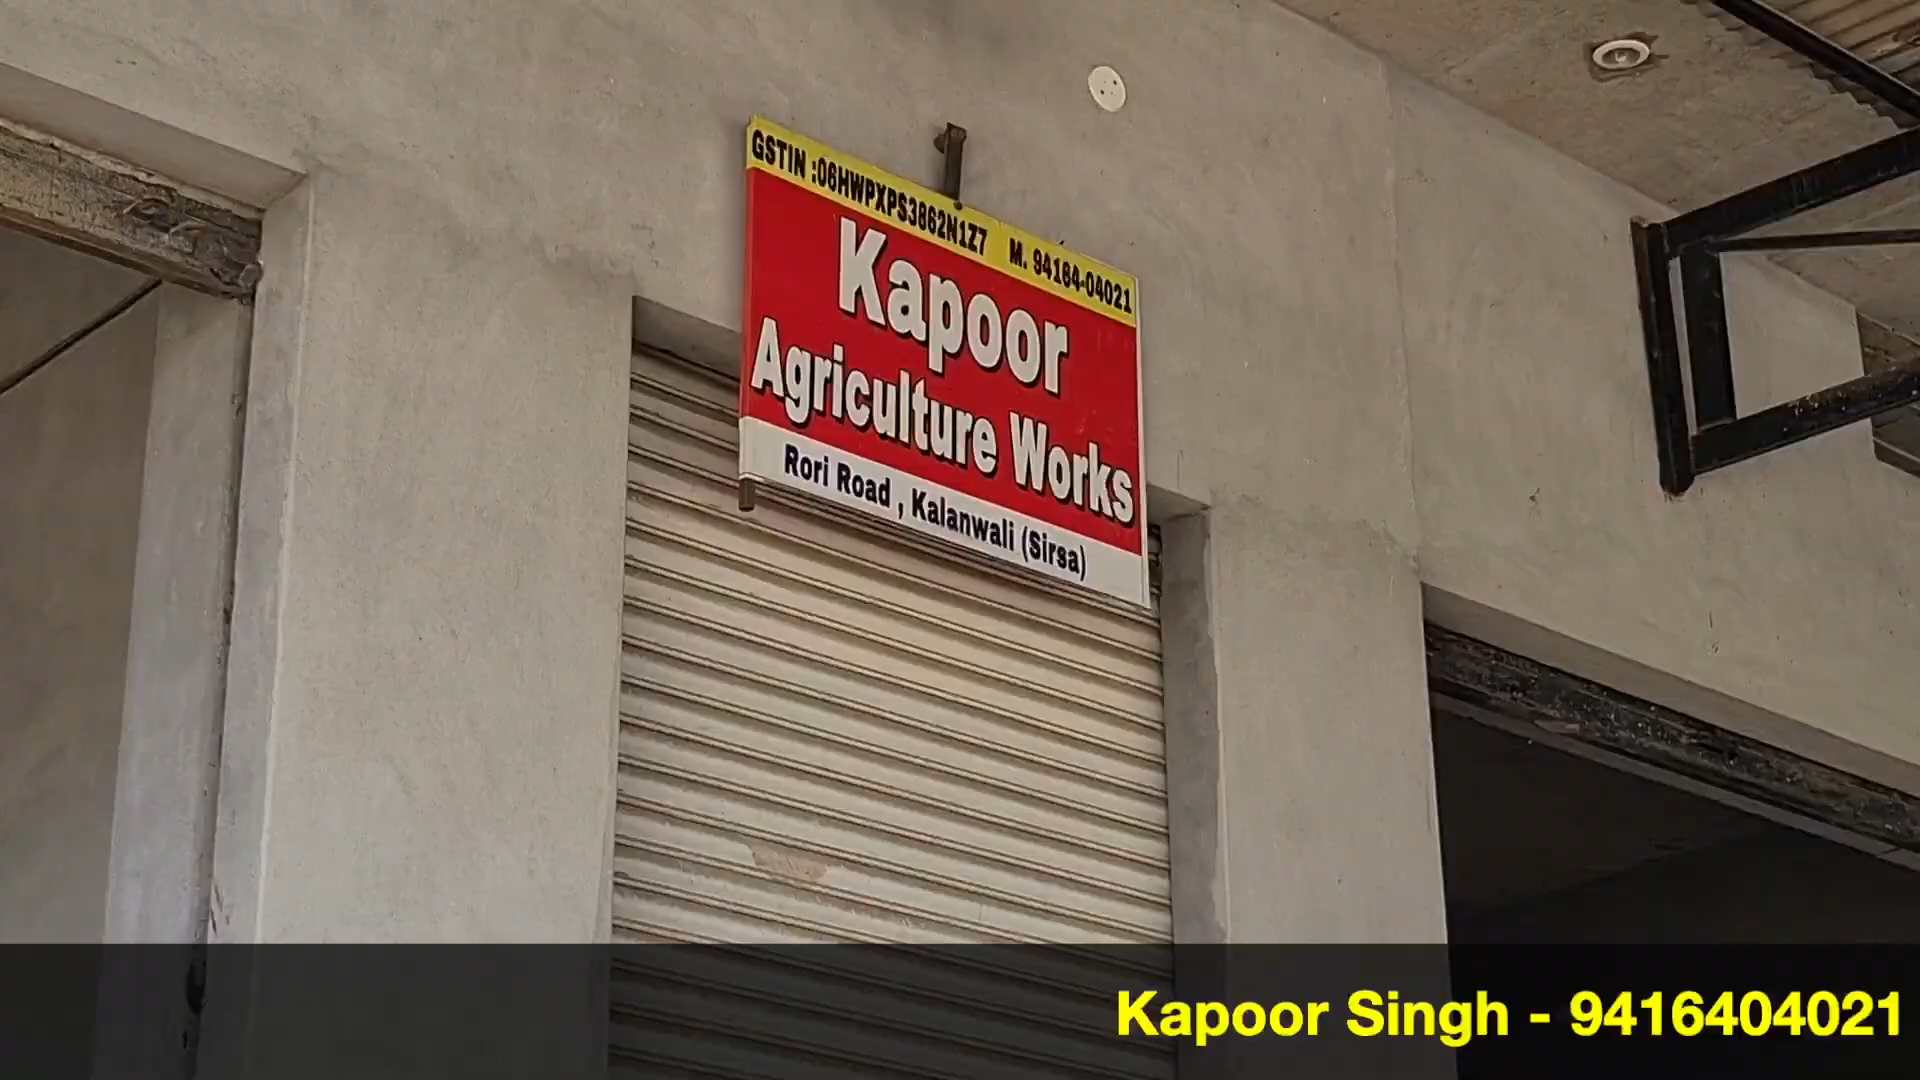 GSTIN :06HWPXPS3862N1Z7 M. 94164-04021
Kapoor
Agriculture Works
Rori Road , Kalanwali (Sirsa)
Kapoor Singh - 9416404021